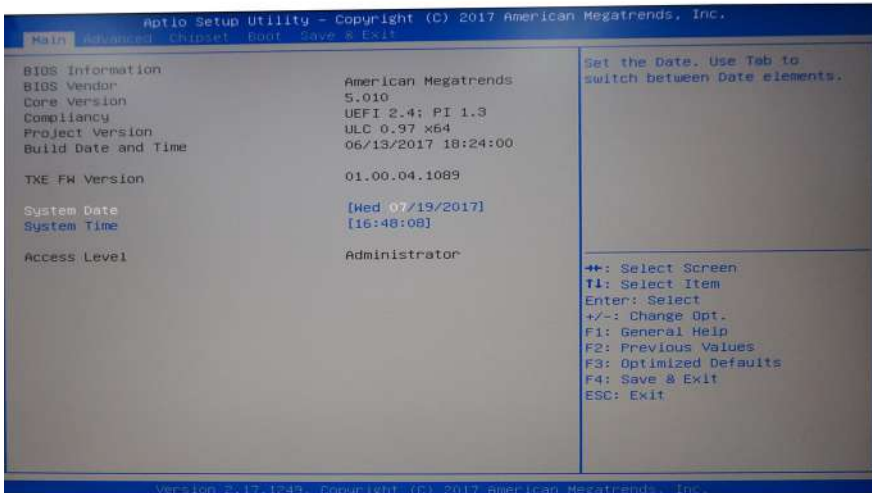 Aptio Setup Utility – Copyright (C) 2017 American Megatrends, Inc.
Main Advanced Chipset Boot Save & Exit
BIOS Information
BIOS Vendor American Megatrends
Core Version 5.010
Compliancy UEFI 2.4; PI 1.3
Project Version ULC 0.97 x64
Build Date and Time 06/13/2017 18:24:00
TXE FW Version 01.00.04.1089
System Date [Wed 07/19/2017]
System Time [16:48:08]
Access Level Administrator
Set the Date. Use Tab to
switch between Date elements.
→←: Select Screen
↑↓: Select Item
Enter: Select
+/-: Change Opt.
F1: General Help
F2: Previous Values
F3: Optimized Defaults
F4: Save & Exit
ESC: Exit
Version 2.17.1249. Copyright (C) 2017 American Megatrends, Inc.